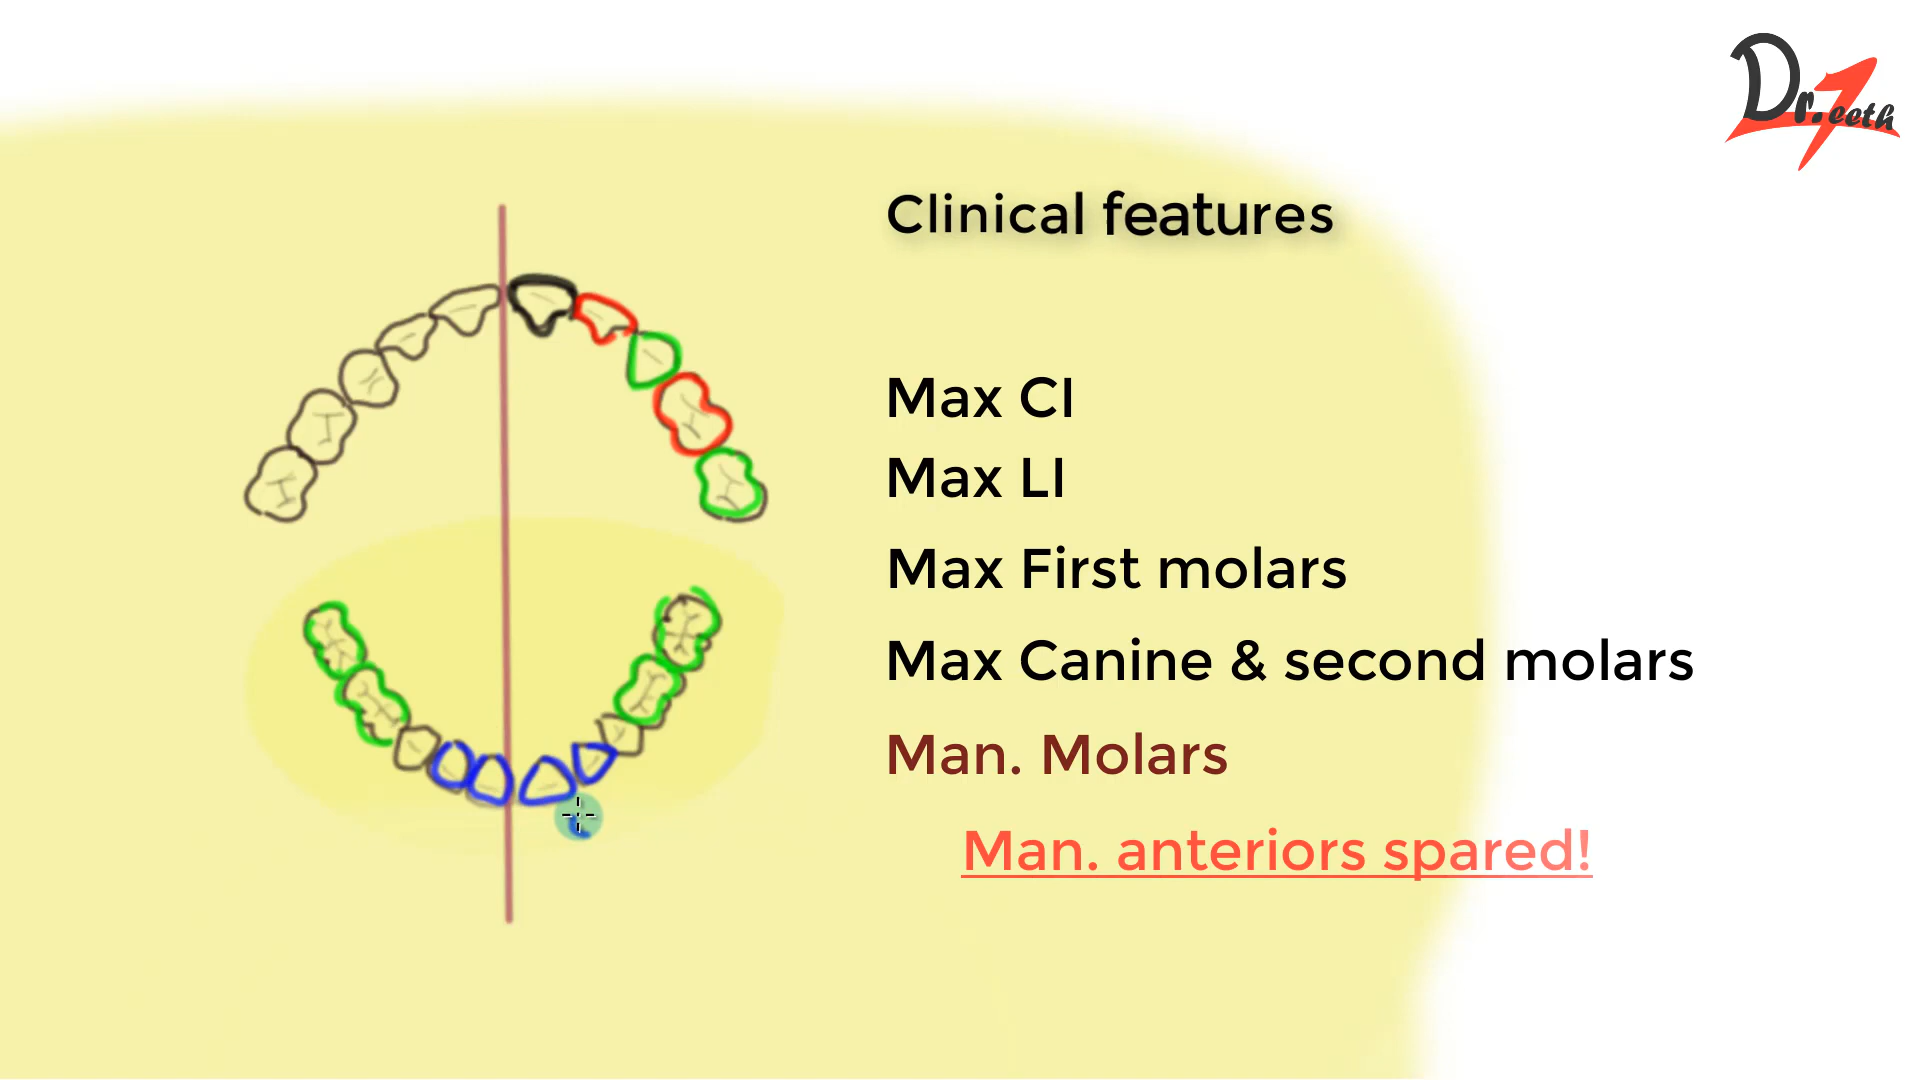 Dr. Teeth
Clinical features
Max CI
Max LI
Max First molars
Max Canine & second molars
Man. Molars
Man. anteriors spared!